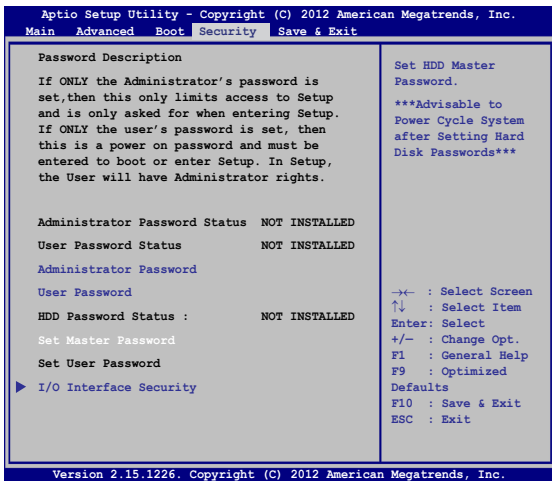 Aptio Setup Utility - Copyright (C) 2012 American Megatrends, Inc.
Main Advanced Boot Security Save & Exit
Password Description
If ONLY the Administrator's password is
set,then this only limits access to Setup
and is only asked for when entering Setup.
If ONLY the user's password is set, then
this is a power on password and must be
entered to boot or enter Setup. In Setup,
the User will have Administrator rights.
Administrator Password Status NOT INSTALLED
User Password Status NOT INSTALLED
Administrator Password
User Password
HDD Password Status : NOT INSTALLED
Set Master Password
Set User Password
I/O Interface Security
Set HDD Master
Password.
***Advisable to
Power Cycle System
after Setting Hard
Disk Passwords***
→← : Select Screen
↑↓ : Select Item
Enter: Select
+/— : Change Opt.
F1 : General Help
F9 : Optimized
Defaults
F10 : Save & Exit
ESC : Exit
Version 2.15.1226. Copyright (C) 2012 American Megatrends, Inc.